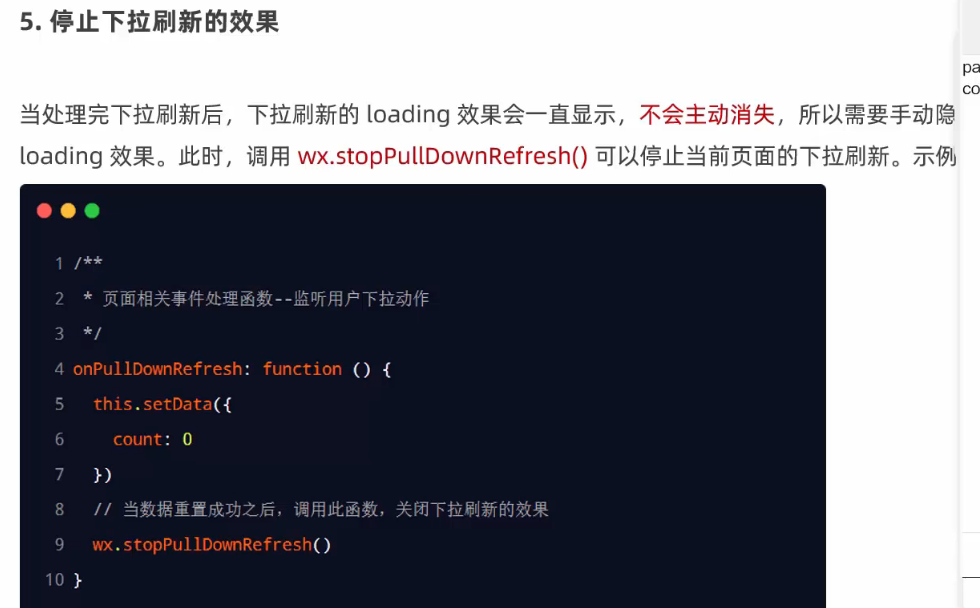 5. 停止下拉刷新的效果
当处理完下拉刷新后，下拉刷新的 loading 效果会一直显示，不会主动消失，所以需要手动隐
loading 效果。此时，调用 wx.stopPullDownRefresh() 可以停止当前页面的下拉刷新。示例
1 /**
2  * 页面相关事件处理函数--监听用户下拉动作
3  */
4 onPullDownRefresh: function () {
5   this.setData({
6     count: 0
7   })
8   // 当数据重置成功之后，调用此函数，关闭下拉刷新的效果
9   wx.stopPullDownRefresh()
10 }
pa
co